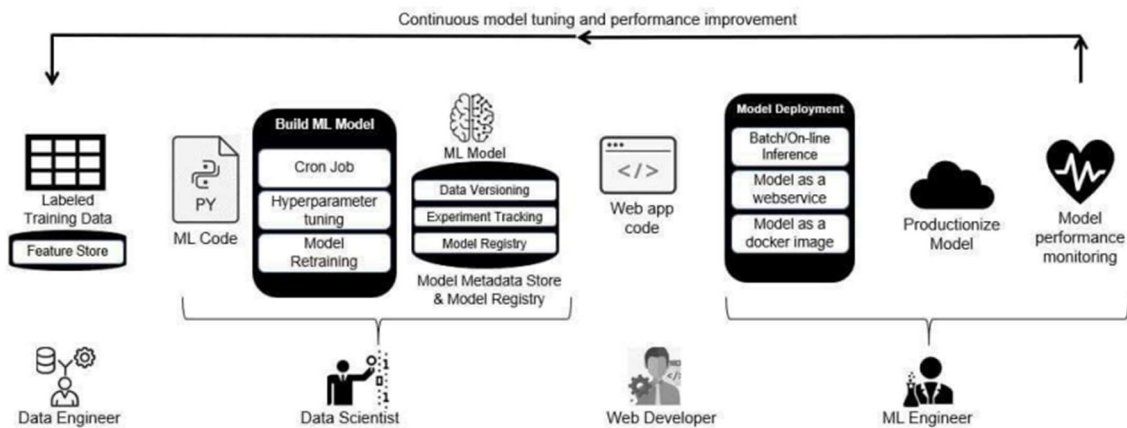 Continuous model tuning and performance improvement
Labeled
Training Data
Feature Store
PY
ML Code
Build ML Model
Cron Job
Hyperparameter
tuning
Model
Retraining
ML Model
Data Versioning
Experiment Tracking
Model Registry
Model Metadata Store
& Model Registry
</>
Web app
code
Model Deployment
Batch/On-line
Inference
Model as a
webservice
Model as a
docker image
Productionize
Model
Model
performance
monitoring
Data Engineer
1
0
1
Data Scientist
</>
Web Developer
ML Engineer